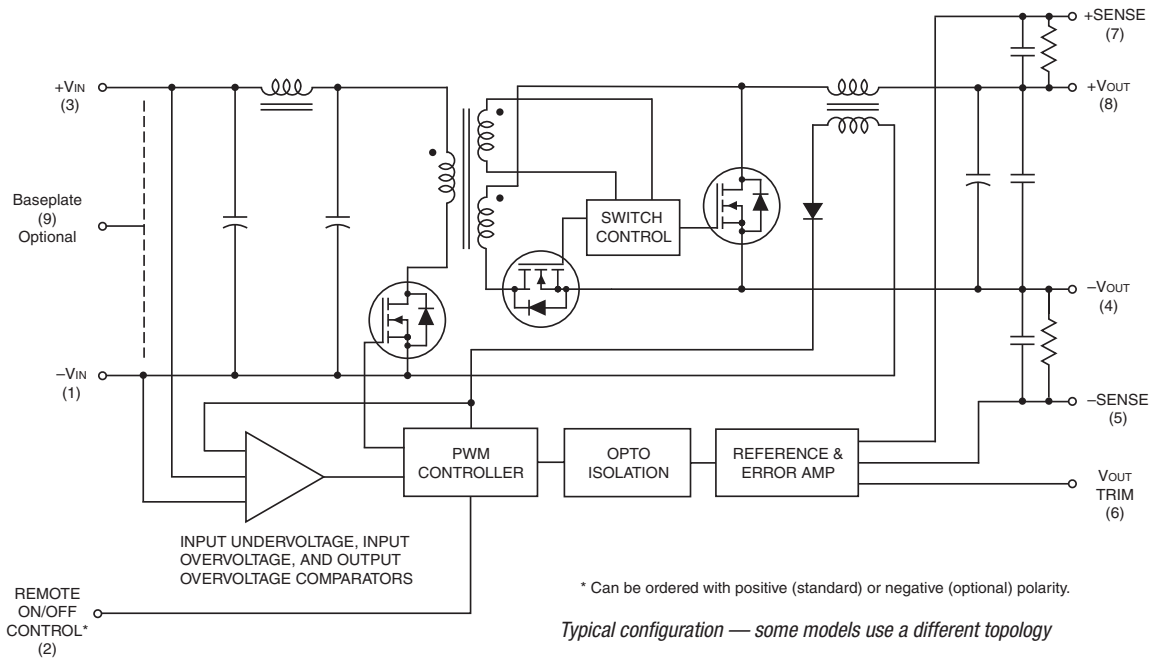 +SENSE
(7)
+VIN
(3)
+VOUT
(8)
Baseplate
(9)
Optional
SWITCH
CONTROL
−VOUT
(4)
−VIN
(1)
−SENSE
(5)
PWM
CONTROLLER
OPTO
ISOLATION
REFERENCE &
ERROR AMP
VOUT
TRIM
(6)
INPUT UNDERVOLTAGE, INPUT
OVERVOLTAGE, AND OUTPUT
OVERVOLTAGE COMPARATORS
REMOTE
ON/OFF
CONTROL*
(2)
* Can be ordered with positive (standard) or negative (optional) polarity.
Typical configuration — some models use a different topology